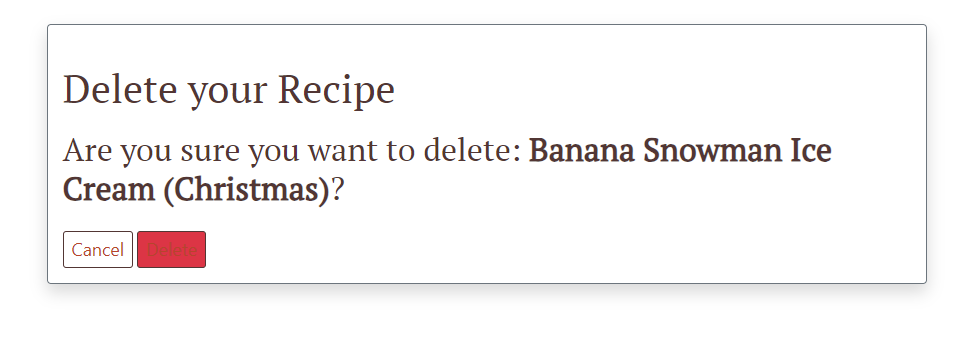 Delete your Recipe
Are you sure you want to delete: Banana Snowman Ice
Cream (Christmas)?
Cancel Delete